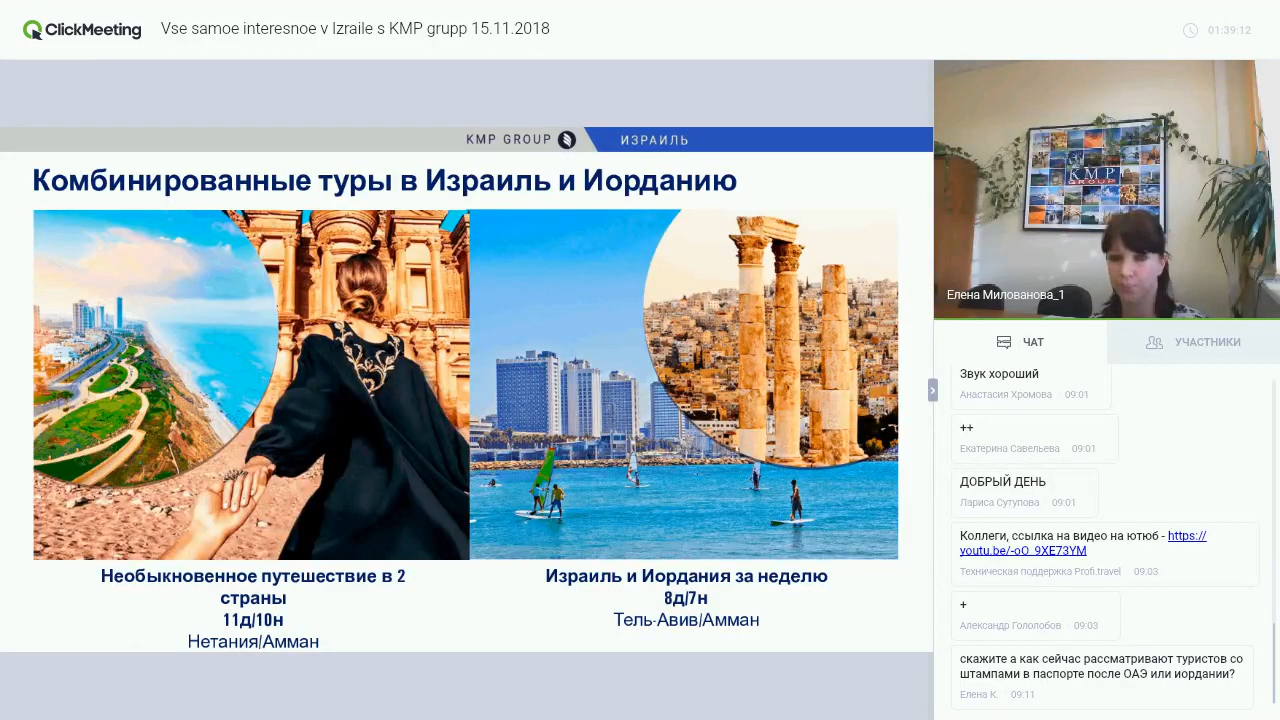 ClickMeeting
Vse samoe interesnoe v Izraile s KMP grupp 15.11.2018
01:39:12
KMP GROUP
ИЗРАИЛЬ
Комбинированные туры в Израиль и Иорданию
Необыкновенное путешествие в 2
страны
11д/10н
Нетания/Амман
Израиль и Иордания за неделю
8д/7н
Тель-Авив/Амман
KMP
GROUP
Елена Милованова_1
ЧАТ
УЧАСТНИКИ
Звук хороший
Анастасия Хромова 09:01
++
Екатерина Савельева 09:01
ДОБРЫЙ ДЕНЬ
Лариса Сутупова 09:01
Коллеги, ссылка на видео на ютюб - https://
youtu.be/-oO_9XE73YM
Техническая поддержка Profi.travel 09:03
+
Александр Гололобов 09:03
скажите а как сейчас рассматривают туристов со
штампами в паспорте после ОАЭ или иордании?
Елена К. 09:11